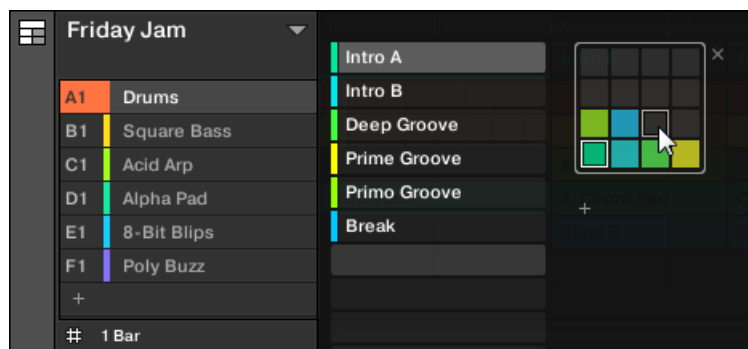 Friday Jam
A1 Drums
B1 Square Bass
C1 Acid Arp
D1 Alpha Pad
E1 8-Bit Blips
F1 Poly Buzz
+
# 1 Bar
Intro A
Intro B
Deep Groove
Prime Groove
Primo Groove
Break
×
+